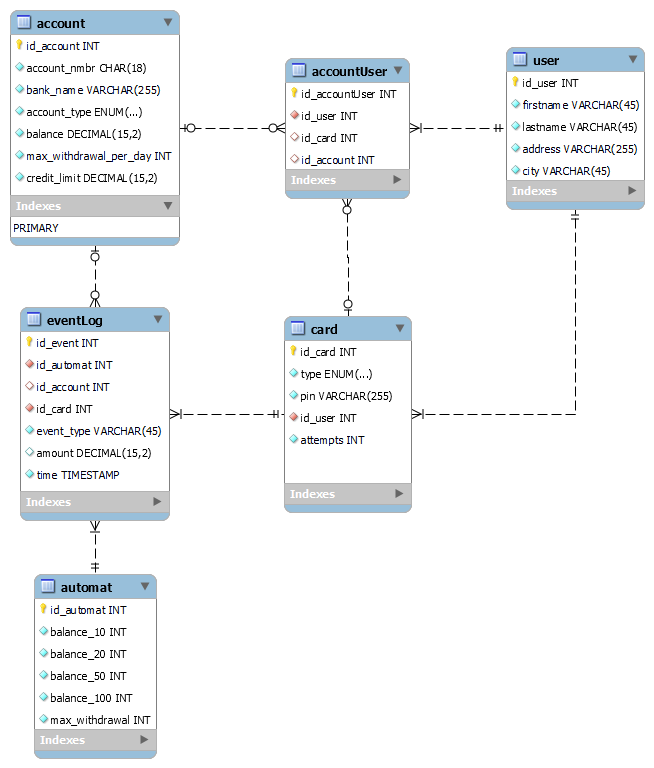 account
id_account INT
account_nmbr CHAR(18)
bank_name VARCHAR(255)
account_type ENUM(...)
balance DECIMAL(15,2)
max_withdrawal_per_day INT
credit_limit DECIMAL(15,2)
Indexes
PRIMARY
accountUser
id_accountUser INT
id_user INT
id_card INT
id_account INT
Indexes
user
id_user INT
firstname VARCHAR(45)
lastname VARCHAR(45)
address VARCHAR(255)
city VARCHAR(45)
Indexes
eventLog
id_event INT
id_automat INT
id_account INT
id_card INT
event_type VARCHAR(45)
amount DECIMAL(15,2)
time TIMESTAMP
Indexes
card
id_card INT
type ENUM(...)
pin VARCHAR(255)
id_user INT
attempts INT
Indexes
automat
id_automat INT
balance_10 INT
balance_20 INT
balance_50 INT
balance_100 INT
max_withdrawal INT
Indexes